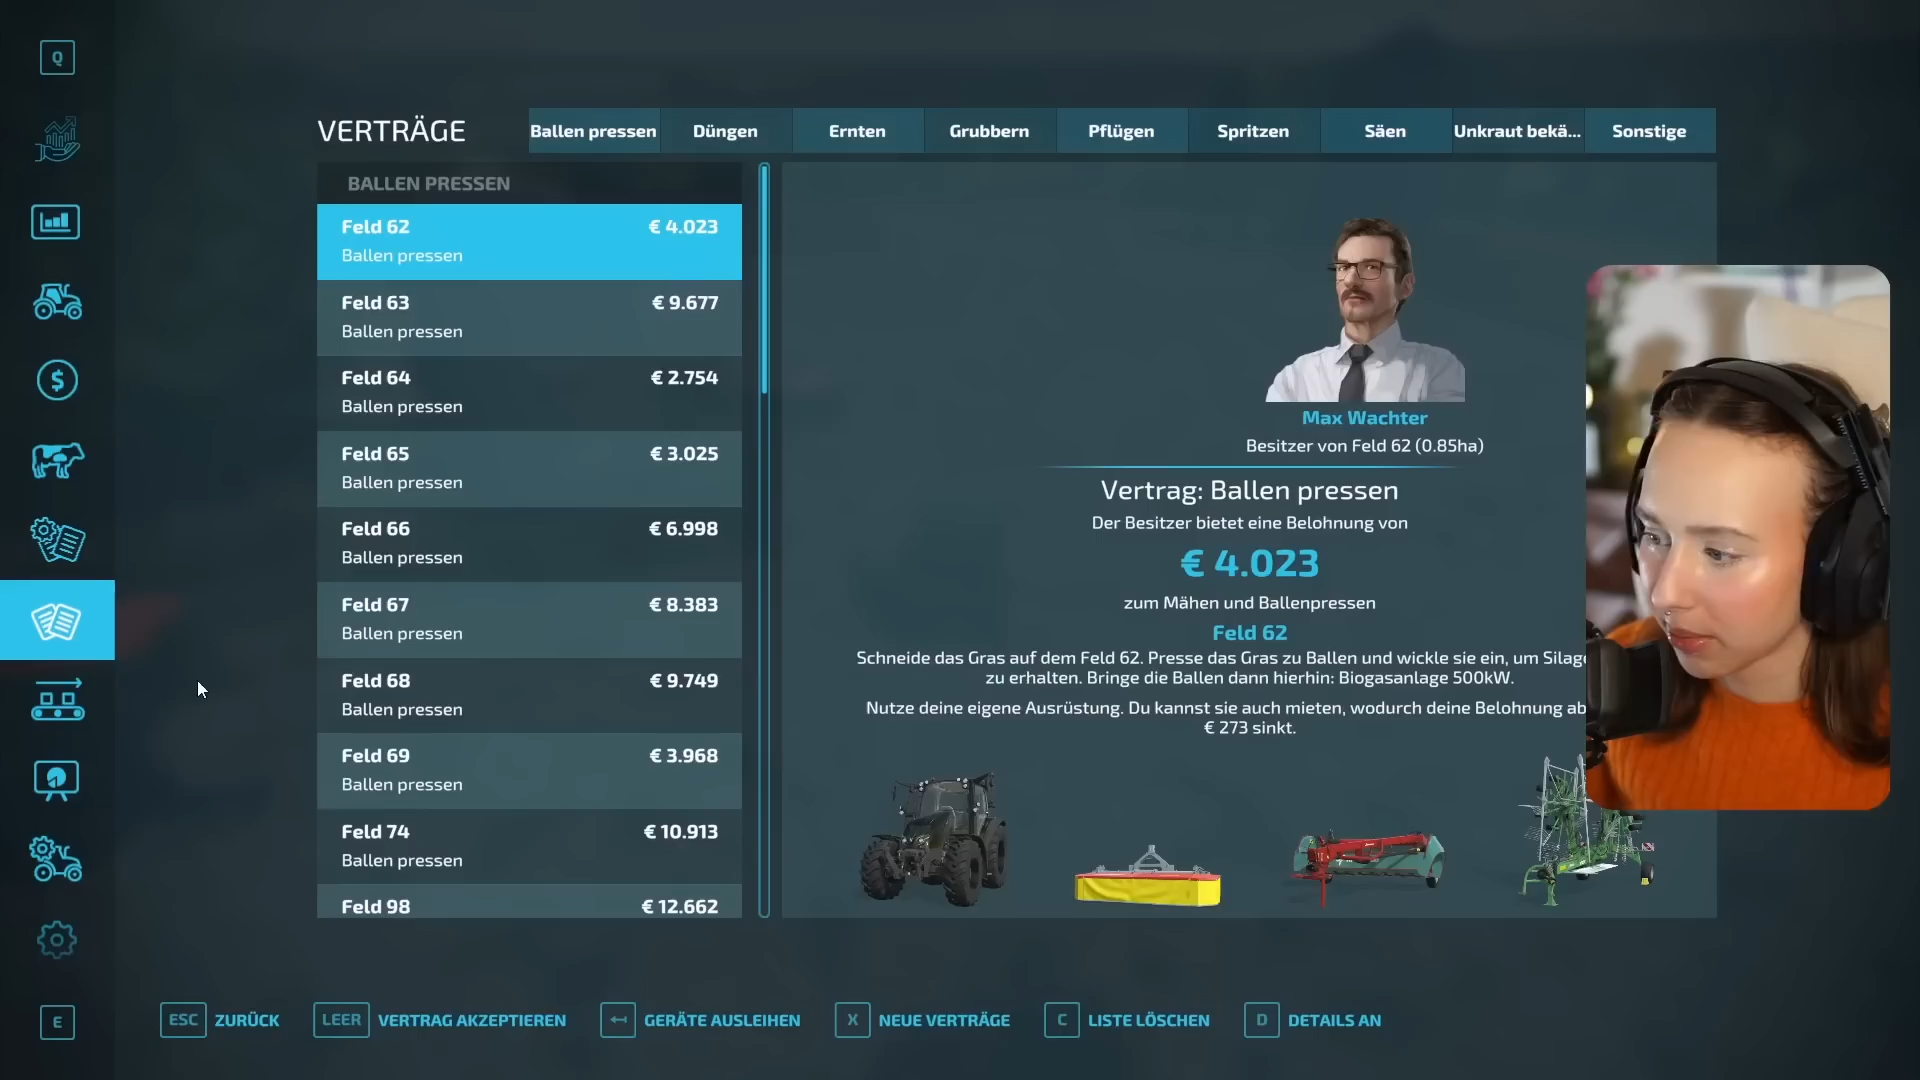 Q
VERTRÄGE
Ballen pressen
Düngen
Ernten
Grubbern
Pflügen
Spritzen
Säen
Unkraut bekä...
Sonstige
BALLEN PRESSEN
Feld 62 € 4.023
Ballen pressen
Feld 63 € 9.677
Ballen pressen
Feld 64 € 2.754
Ballen pressen
Feld 65 € 3.025
Ballen pressen
Feld 66 € 6.998
Ballen pressen
Feld 67 € 8.383
Ballen pressen
Feld 68 € 9.749
Ballen pressen
Feld 69 € 3.968
Ballen pressen
Feld 74 € 10.913
Ballen pressen
Feld 98 € 12.662
Max Wachter
Besitzer von Feld 62 (0.85ha)
Vertrag: Ballen pressen
Der Besitzer bietet eine Belohnung von
€ 4.023
zum Mähen und Ballenpressen
Feld 62
Schneide das Gras auf dem Feld 62. Presse das Gras zu Ballen und wickle sie ein, um Silage
zu erhalten. Bringe die Ballen dann hierhin: Biogasanlage 500kW.
Nutze deine eigene Ausrüstung. Du kannst sie auch mieten, wodurch deine Belohnung ab
€ 273 sinkt.
E
ESC ZURÜCK
LEER VERTRAG AKZEPTIEREN
GERÄTE AUSLEIHEN
X NEUE VERTRÄGE
C LISTE LÖSCHEN
D DETAILS AN